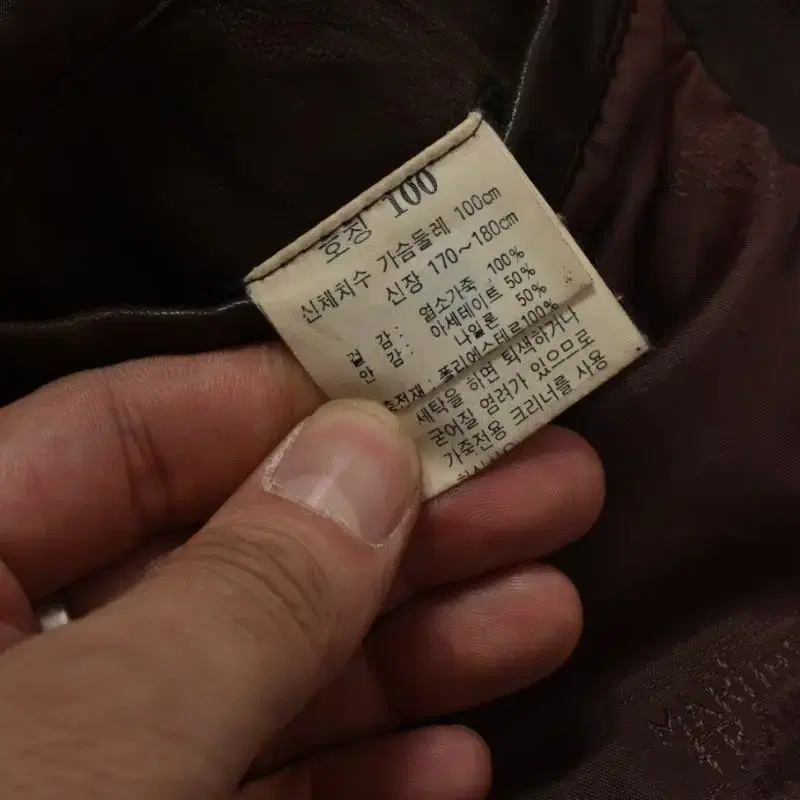 호칭 100
신체치수 가슴둘레 100cm
신장 170~180cm
겉 감 : 열소가죽 100%
안 감 : 아세테이트 50%
나일론 50%
충전재 : 폴리에스테르100%
세탁을 하면 퇴색하거나
굳어질 염려가 있으므로
가죽전용 크리너를 사용